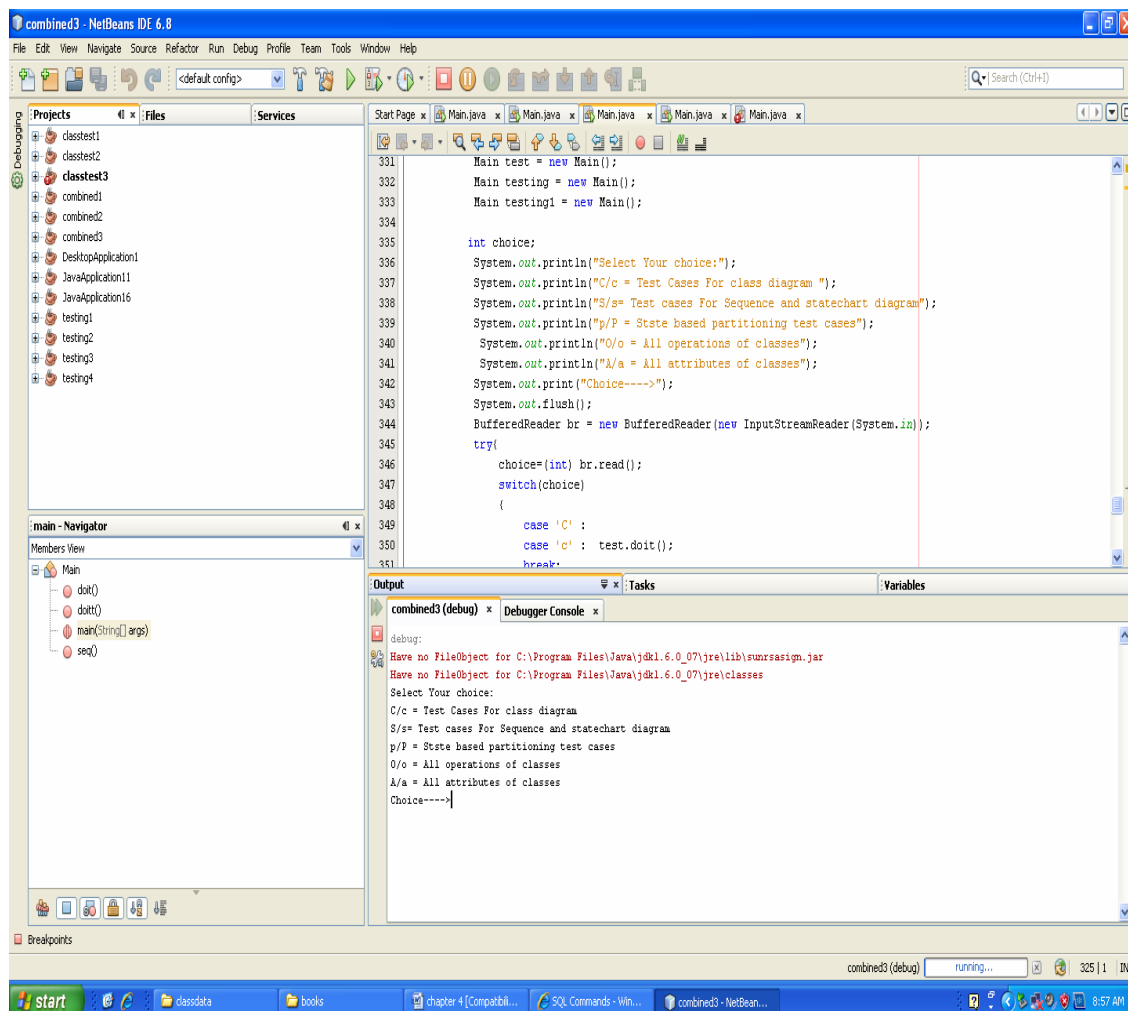 combined3 - NetBeans IDE 6.8
File Edit View Navigate Source Refactor Run Debug Profile Team Tools Window Help
<default config>
Search (Ctrl+I)
Debugging
Projects
Files
Services
classtest1
classtest2
classtest3
combined1
combined2
combined3
DesktopApplication1
JavaApplication11
JavaApplication16
testing1
testing2
testing3
testing4
main - Navigator
Members View
Main
doit()
doitt()
main(String[] args)
seq()
Start Page x Main.java x Main.java x Main.java x Main.java x Main.java x
331 Main test = new Main();
332 Main testing = new Main();
333 Main testing1 = new Main();
334
335 int choice;
336 System.out.println("Select Your choice:");
337 System.out.println("C/c = Test Cases For class diagram ");
338 System.out.println("S/s= Test cases For Sequence and statechart diagram");
339 System.out.println("p/P = Stste based partitioning test cases");
340 System.out.println("O/o = All operations of classes");
341 System.out.println("A/a = All attributes of classes");
342 System.out.print("Choice---->");
343 System.out.flush();
344 BufferedReader br = new BufferedReader(new InputStreamReader(System.in));
345 try{
346 choice=(int) br.read();
347 switch(choice)
348 {
349 case 'C' :
350 case 'c' : test.doit();
351 break;
Output
Tasks
Variables
combined3 (debug) x Debugger Console x
debug:
Have no FileObject for C:\Program Files\Java\jdk1.6.0_07\jre\lib\sunrsasign.jar
Have no FileObject for C:\Program Files\Java\jdk1.6.0_07\jre\classes
Select Your choice:
C/c = Test Cases For class diagram
S/s= Test cases For Sequence and statechart diagram
p/P = Stste based partitioning test cases
O/o = All operations of classes
A/a = All attributes of classes
Choice---->
Breakpoints
combined3 (debug) running... 325 | 1 IN
start classdata books chapter 4 [Compatibili... SQL Commands - Win... combined3 - NetBean... 8:57 AM